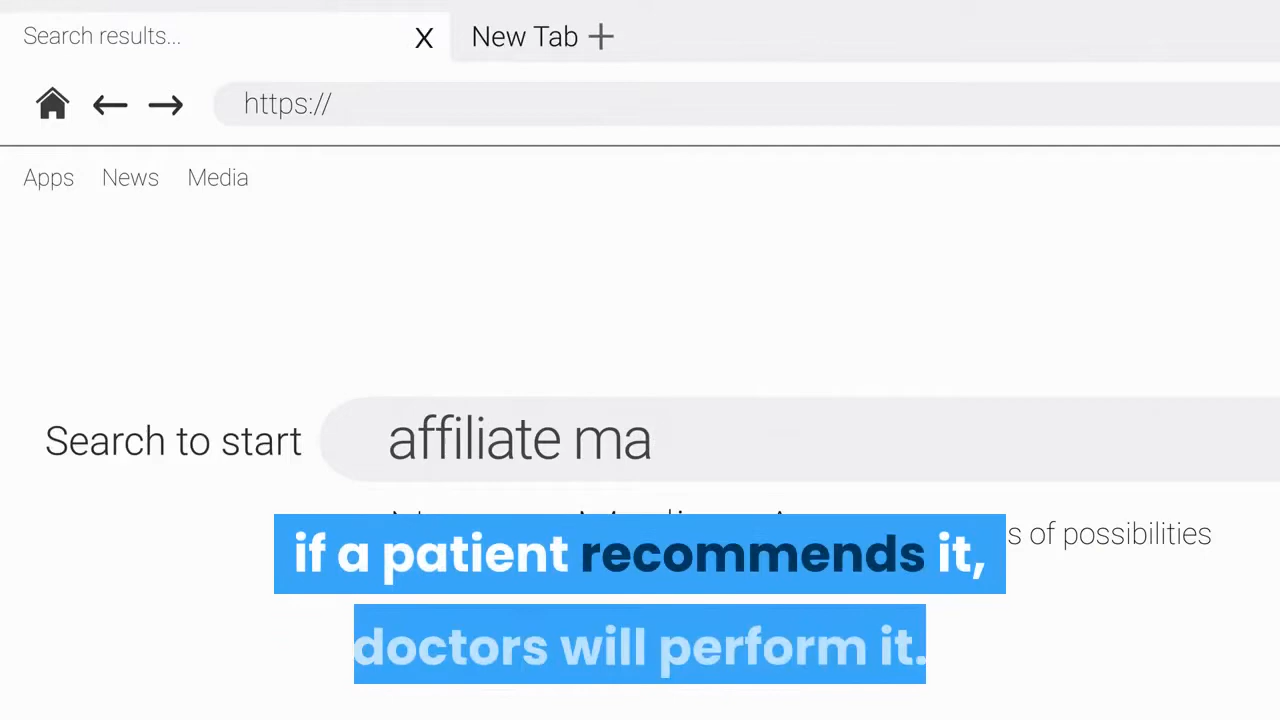 Search results... X New Tab +
https://
Apps News Media
Search to start affiliate ma
s of possibilities
if a patient recommends it,
doctors will perform it.